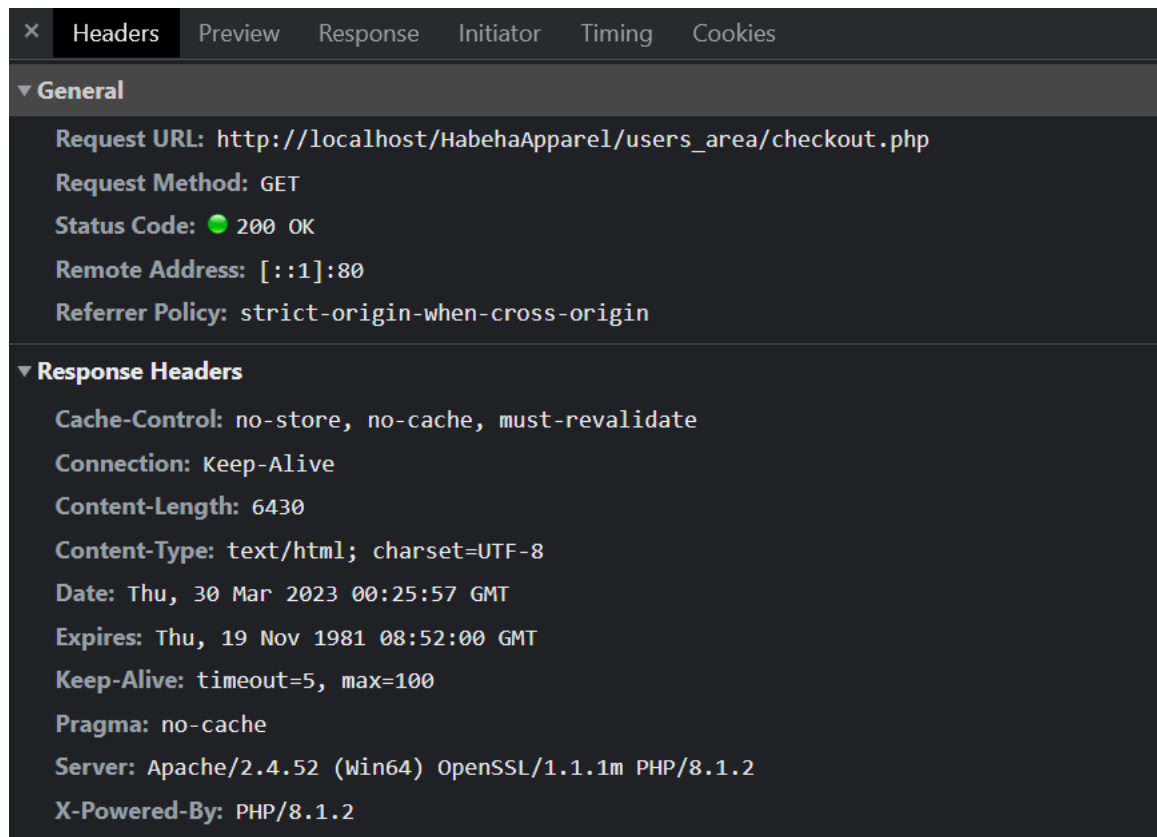 × Headers Preview Response Initiator Timing Cookies
General
Request URL: http://localhost/HabehaApparel/users_area/checkout.php
Request Method: GET
Status Code: 200 OK
Remote Address: [::1]:80
Referrer Policy: strict-origin-when-cross-origin
Response Headers
Cache-Control: no-store, no-cache, must-revalidate
Connection: Keep-Alive
Content-Length: 6430
Content-Type: text/html; charset=UTF-8
Date: Thu, 30 Mar 2023 00:25:57 GMT
Expires: Thu, 19 Nov 1981 08:52:00 GMT
Keep-Alive: timeout=5, max=100
Pragma: no-cache
Server: Apache/2.4.52 (Win64) OpenSSL/1.1.1m PHP/8.1.2
X-Powered-By: PHP/8.1.2